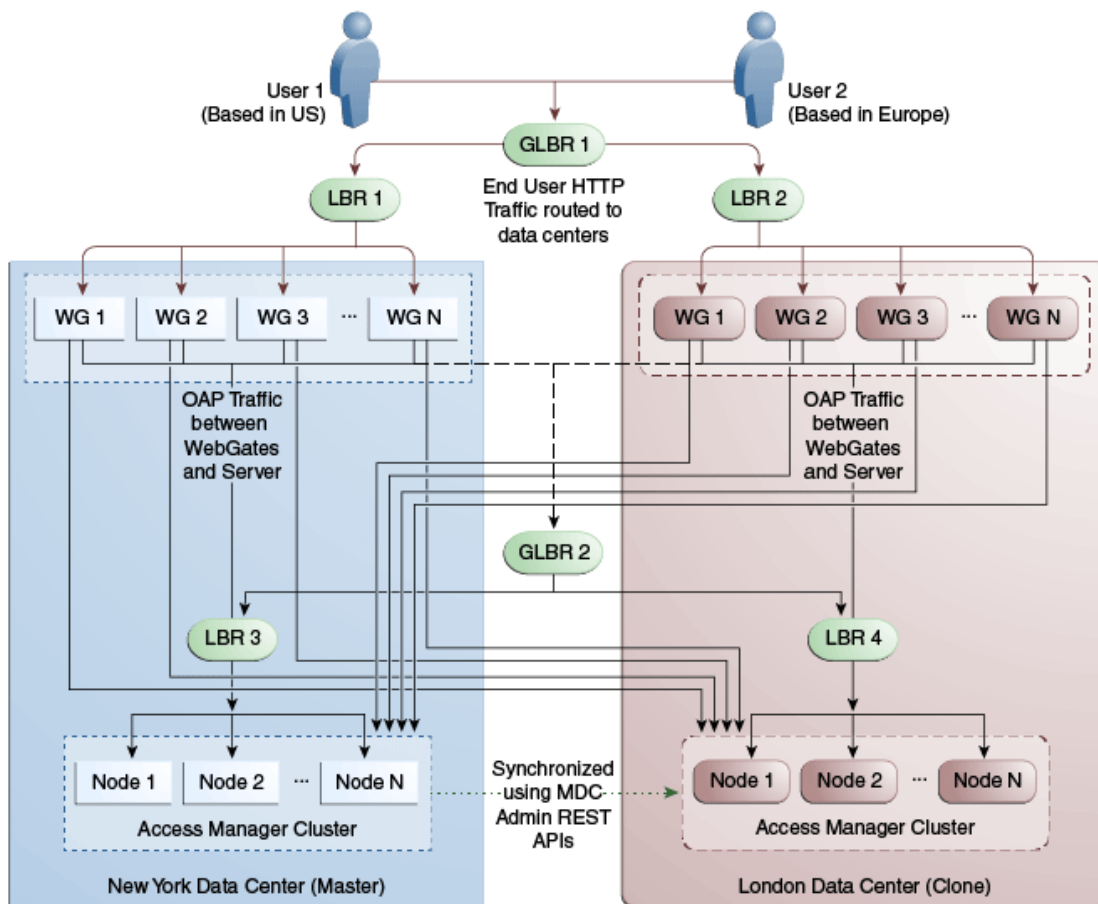 User 1
(Based in US)
User 2
(Based in Europe)
GLBR 1
End User HTTP
Traffic routed to
data centers
LBR 1
LBR 2
WG 1
WG 2
WG 3
...
WG N
WG 1
WG 2
WG 3
...
WG N
OAP Traffic
between
WebGates
and Server
OAP Traffic
between
WebGates
and Server
GLBR 2
LBR 3
LBR 4
Node 1
Node 2
...
Node N
Access Manager Cluster
Synchronized
using MDC
Admin REST
APIs
Node 1
Node 2
...
Node N
Access Manager Cluster
New York Data Center (Master)
London Data Center (Clone)